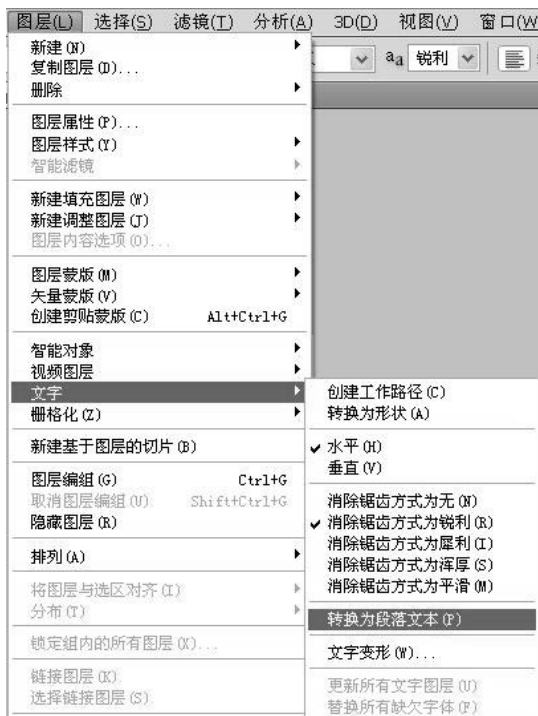 图层(L) 选择(S) 滤镜(T) 分析(A) 3D(D) 视图(V) 窗口(W
新建(N)
复制图层(D)...
删除
aa 锐利
图层属性(P)...
图层样式(Y)
智能滤镜
新建填充图层(W)
新建调整图层(J)
图层内容选项(O)...
图层蒙版(M)
矢量蒙版(V)
创建剪贴蒙版(C) Alt+Ctrl+G
智能对象
视频图层
文字
栅格化(Z)
新建基于图层的切片(B)
图层编组(G) Ctrl+G
取消图层编组(U) Shift+Ctrl+G
隐藏图层(R)
排列(A)
将图层与选区对齐(I)
分布(T)
锁定组内的所有图层(X)...
链接图层(K)
选择链接图层(S)
创建工作路径(C)
转换为形状(A)
水平(H)
垂直(V)
消除锯齿方式为无(N)
消除锯齿方式为锐利(R)
消除锯齿方式为犀利(I)
消除锯齿方式为浑厚(S)
消除锯齿方式为平滑(M)
转换为段落文本(P)
文字变形(W)...
更新所有文字图层(U)
替换所有缺欠字体(F)